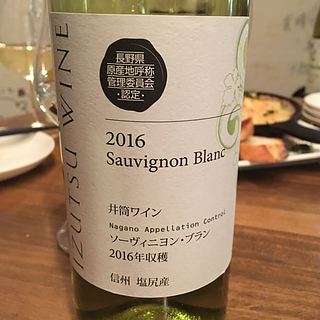 長野県
原産地呼称
管理委員会
・認定・
IZUTSU WINE
2016
Sauvignon Blanc
井筒ワイン
Nagano Appellation Control
ソーヴィニヨン・ブラン
2016年収穫
信州 塩尻産